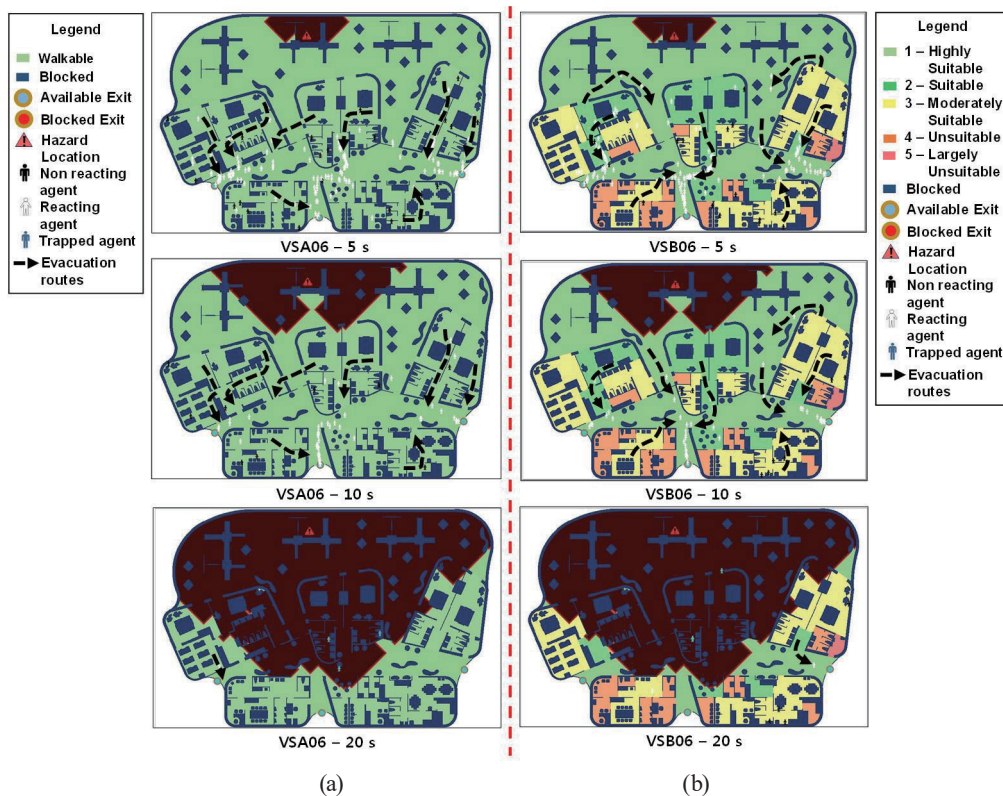 Legend
Walkable
Blocked
Available Exit
Blocked Exit
Hazard
Location
Non reacting
agent
Reacting
agent
Trapped agent
Evacuation
routes
VSA06 – 5 s
VSA06 – 10 s
VSA06 – 20 s
(a)
VSB06 – 5 s
VSB06 – 10 s
VSB06 – 20 s
(b)
Legend
1 – Highly
Suitable
2 – Suitable
3 – Moderately
Suitable
4 – Unsuitable
5 – Largely
Unsuitable
Blocked
Available Exit
Blocked Exit
Hazard
Location
Non reacting
agent
Reacting
agent
Trapped agent
Evacuation
routes